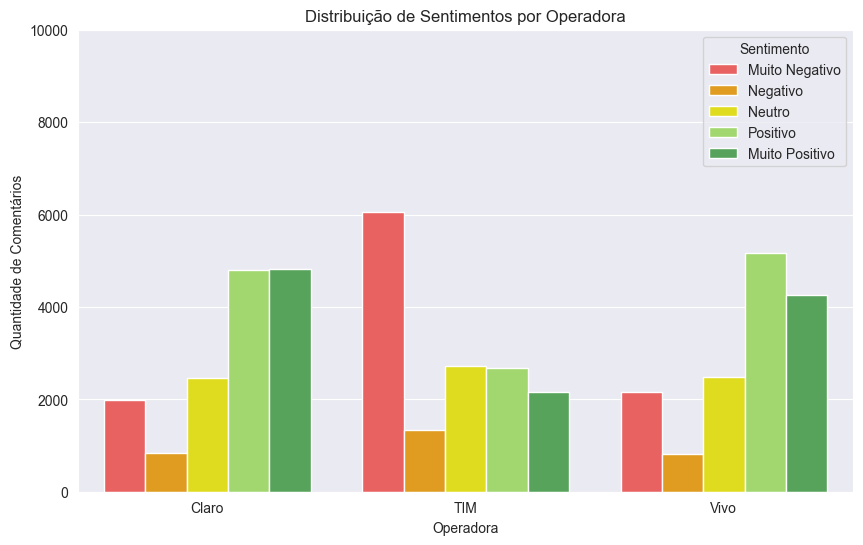 Distribuição de Sentimentos por Operadora
10000
8000
6000
4000
2000
0
Quantidade de Comentários
Sentimento
Muito Negativo
Negativo
Neutro
Positivo
Muito Positivo
Claro
TIM
Vivo
Operadora